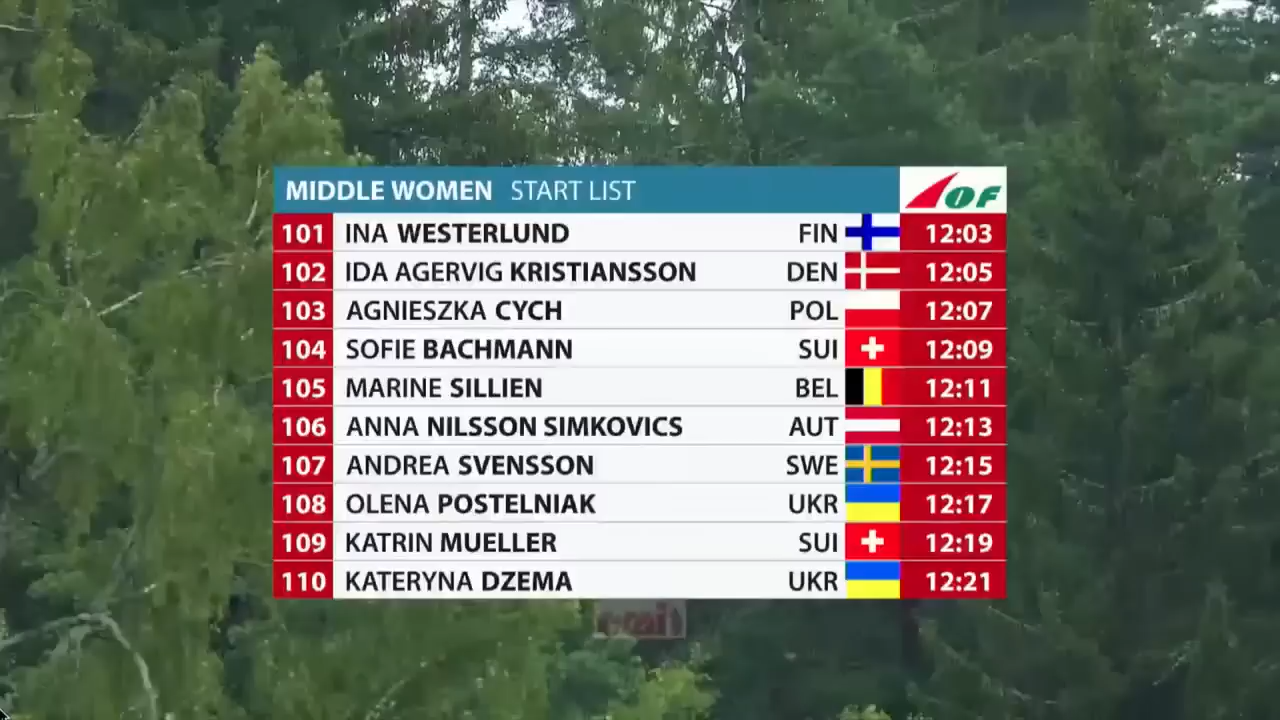 MIDDLE WOMEN START LIST IOF
101 INA WESTERLUND FIN 12:03
102 IDA AGERVIG KRISTIANSSON DEN 12:05
103 AGNIESZKA CYCH POL 12:07
104 SOFIE BACHMANN SUI 12:09
105 MARINE SILLIEN BEL 12:11
106 ANNA NILSSON SIMKOVICS AUT 12:13
107 ANDREA SVENSSON SWE 12:15
108 OLENA POSTELNIAK UKR 12:17
109 KATRIN MUELLER SUI 12:19
110 KATERYNA DZEMA UKR 12:21
emit